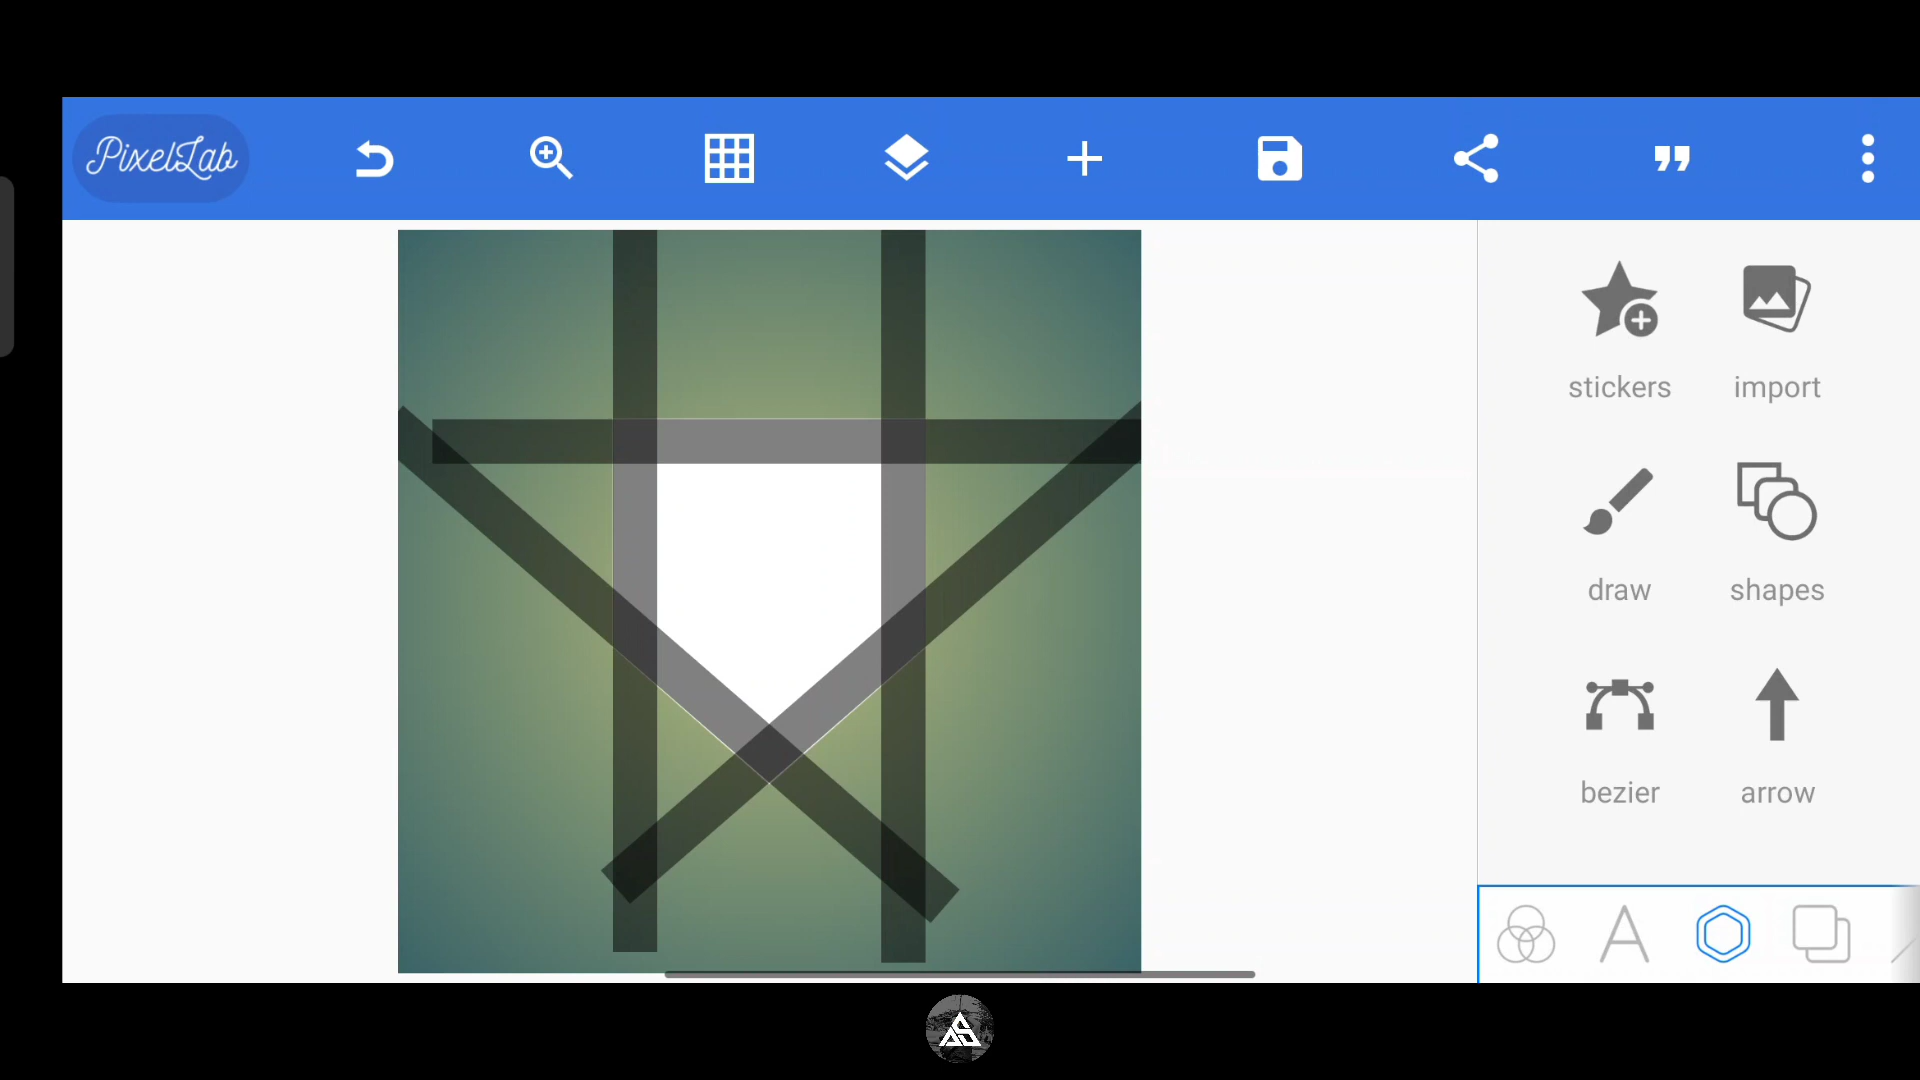 PixelLab
stickers
import
draw
shapes
bezier
arrow